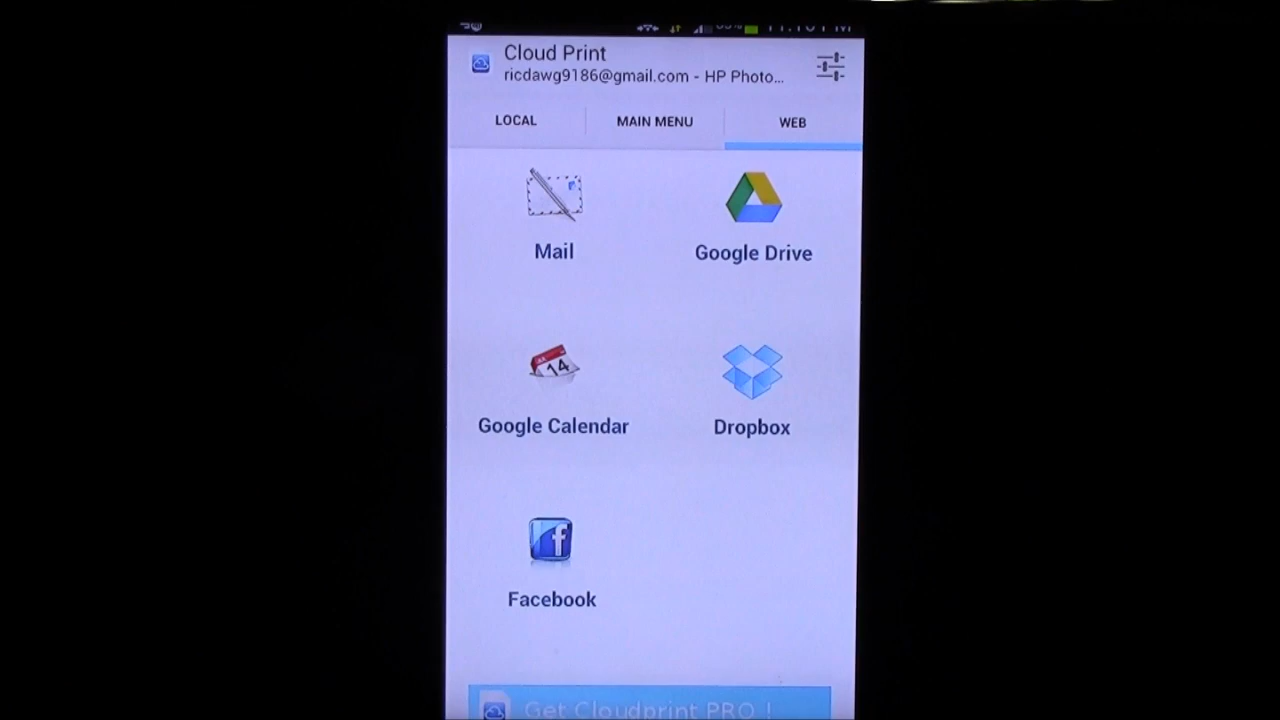 Cloud Print
ricdawg9186@gmail.com - HP Photo...
LOCAL
MAIN MENU
WEB
Mail
Google Drive
14
Google Calendar
Dropbox
f
Facebook
Get Cloudprint PRO !